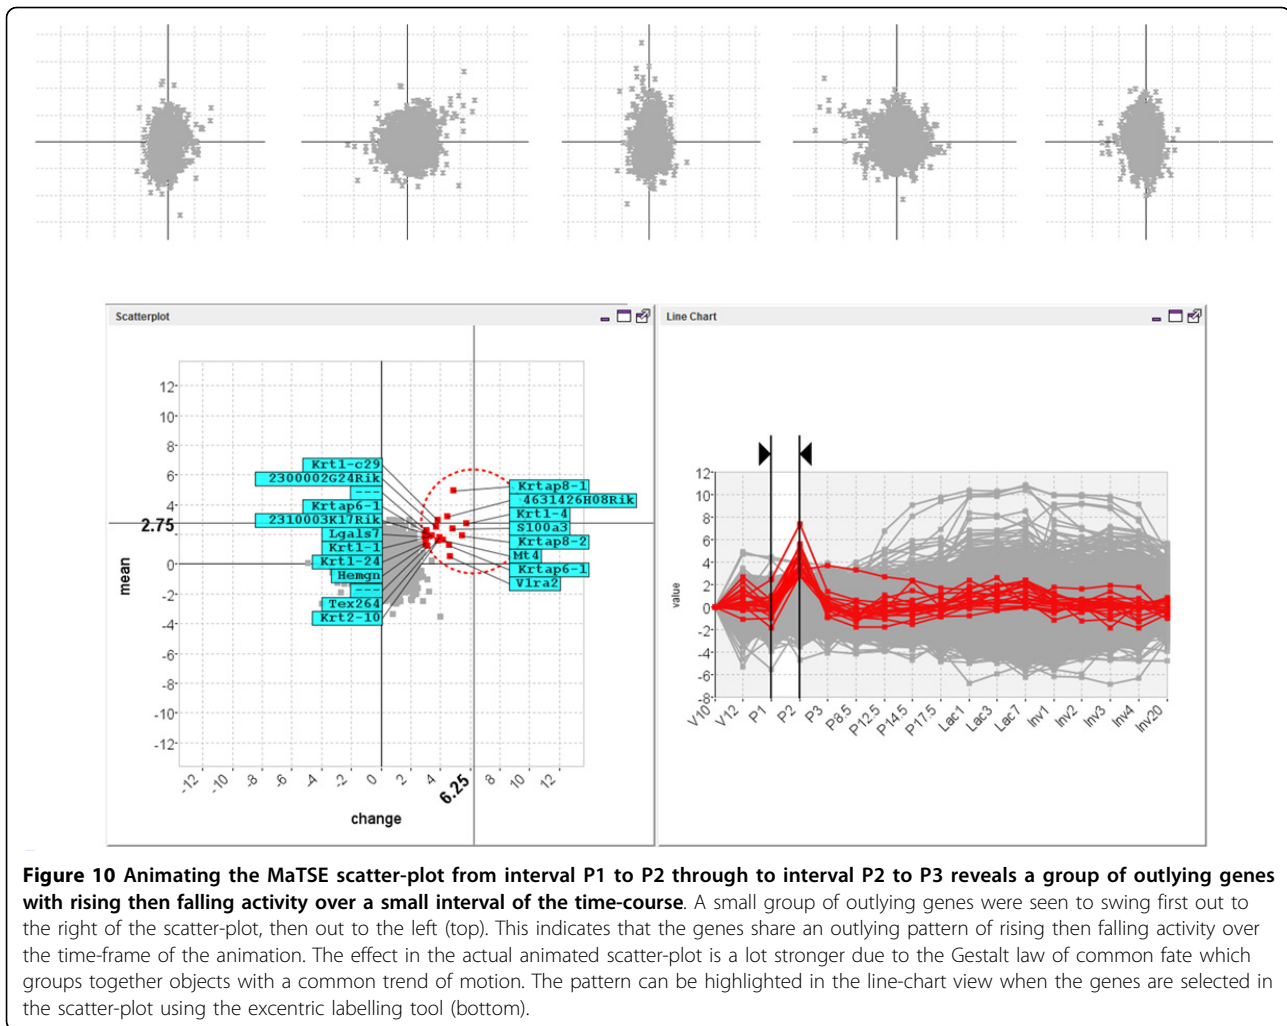 Scatterplot
Line Chart
12
10
8
6
4
2.75
0
-2
-4
-6
-8
-10
-12
mean
Krt1-c29
2300002G24Rik
---
Krtap6-1
2310003K17Rik
Lgals7
Krt1-1
Krt1-24
Hemgn
---
Tex264
Krt2-10
Krtap8-1
4631426H08Rik
Krt1-4
S100a3
Krtap8-2
Mt4
Krtap6-1
V1ra2
-12 -10 -8 -6 -4 -2 0 2 4 6.25 8 10 12
change
12
10
8
6
4
2
0
-2
-4
-6
-8
value
V10 V12 P1 P2 P3 P8.5 P12.5 P14.5 P17.5 Lac1 Lac3 Lac7 Inv1 Inv2 Inv3 Inv4 Inv20
Figure 10 Animating the MaTSE scatter-plot from interval P1 to P2 through to interval P2 to P3 reveals a group of outlying genes
with rising then falling activity over a small interval of the time-course. A small group of outlying genes were seen to swing first out to
the right of the scatter-plot, then out to the left (top). This indicates that the genes share an outlying pattern of rising then falling activity over
the time-frame of the animation. The effect in the actual animated scatter-plot is a lot stronger due to the Gestalt law of common fate which
groups together objects with a common trend of motion. The pattern can be highlighted in the line-chart view when the genes are selected in
the scatter-plot using the excentric labelling tool (bottom).